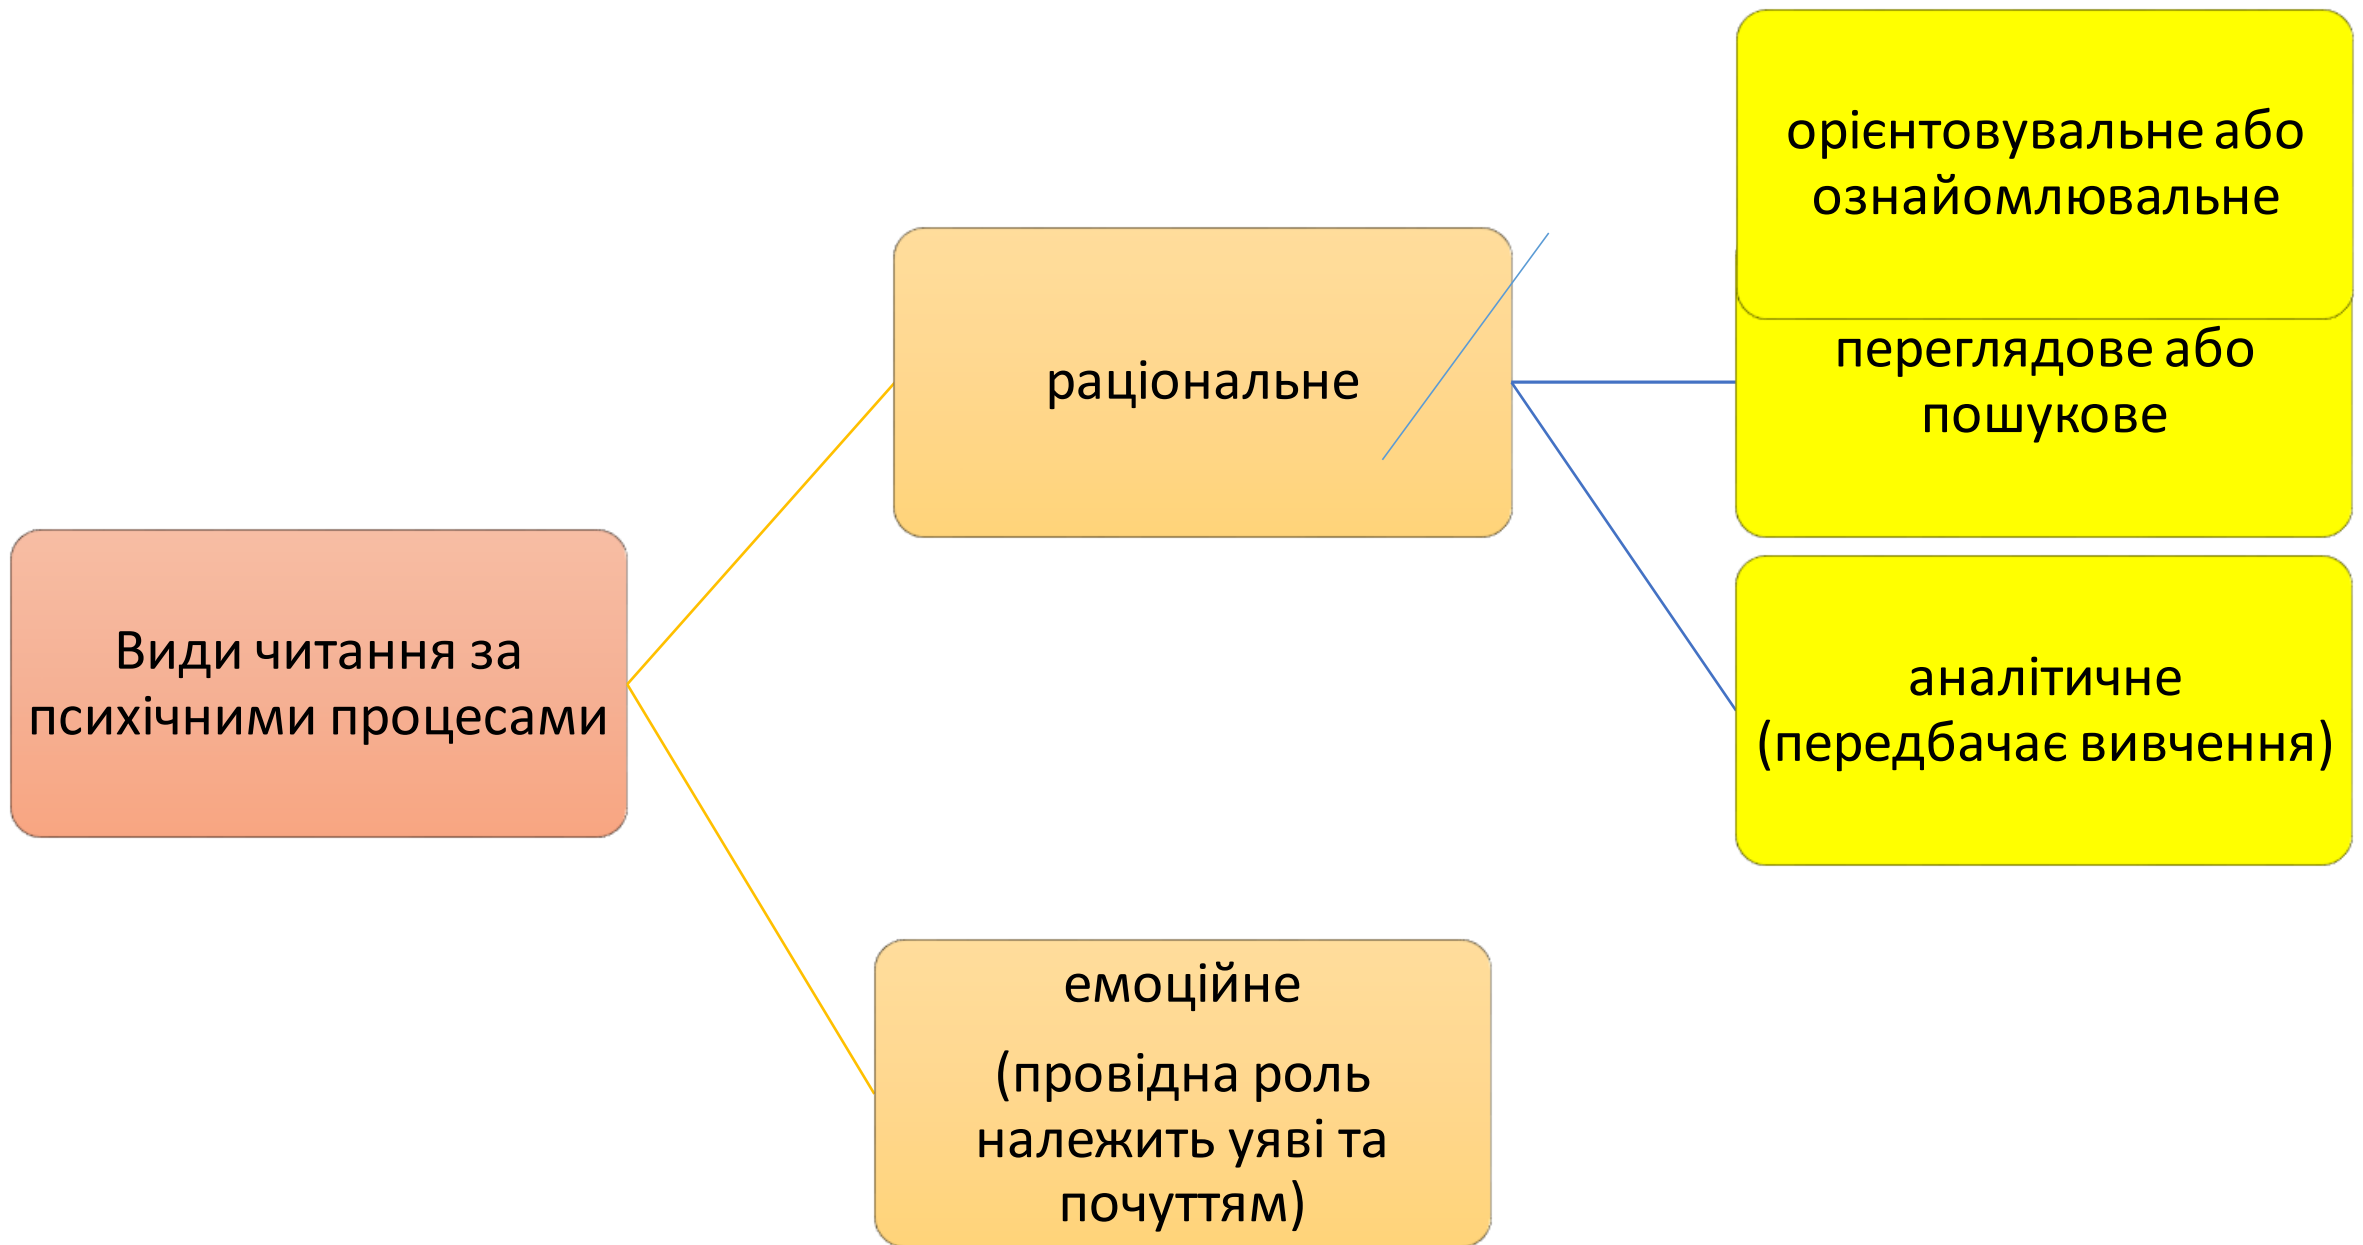 Види читання за
психічними процесами
раціональне
орієнтовувальне або
ознайомлювальне
переглядове або
пошукове
аналітичне
(передбачає вивчення)
емоційне
(провідна роль
належить уяві та
почуттям)